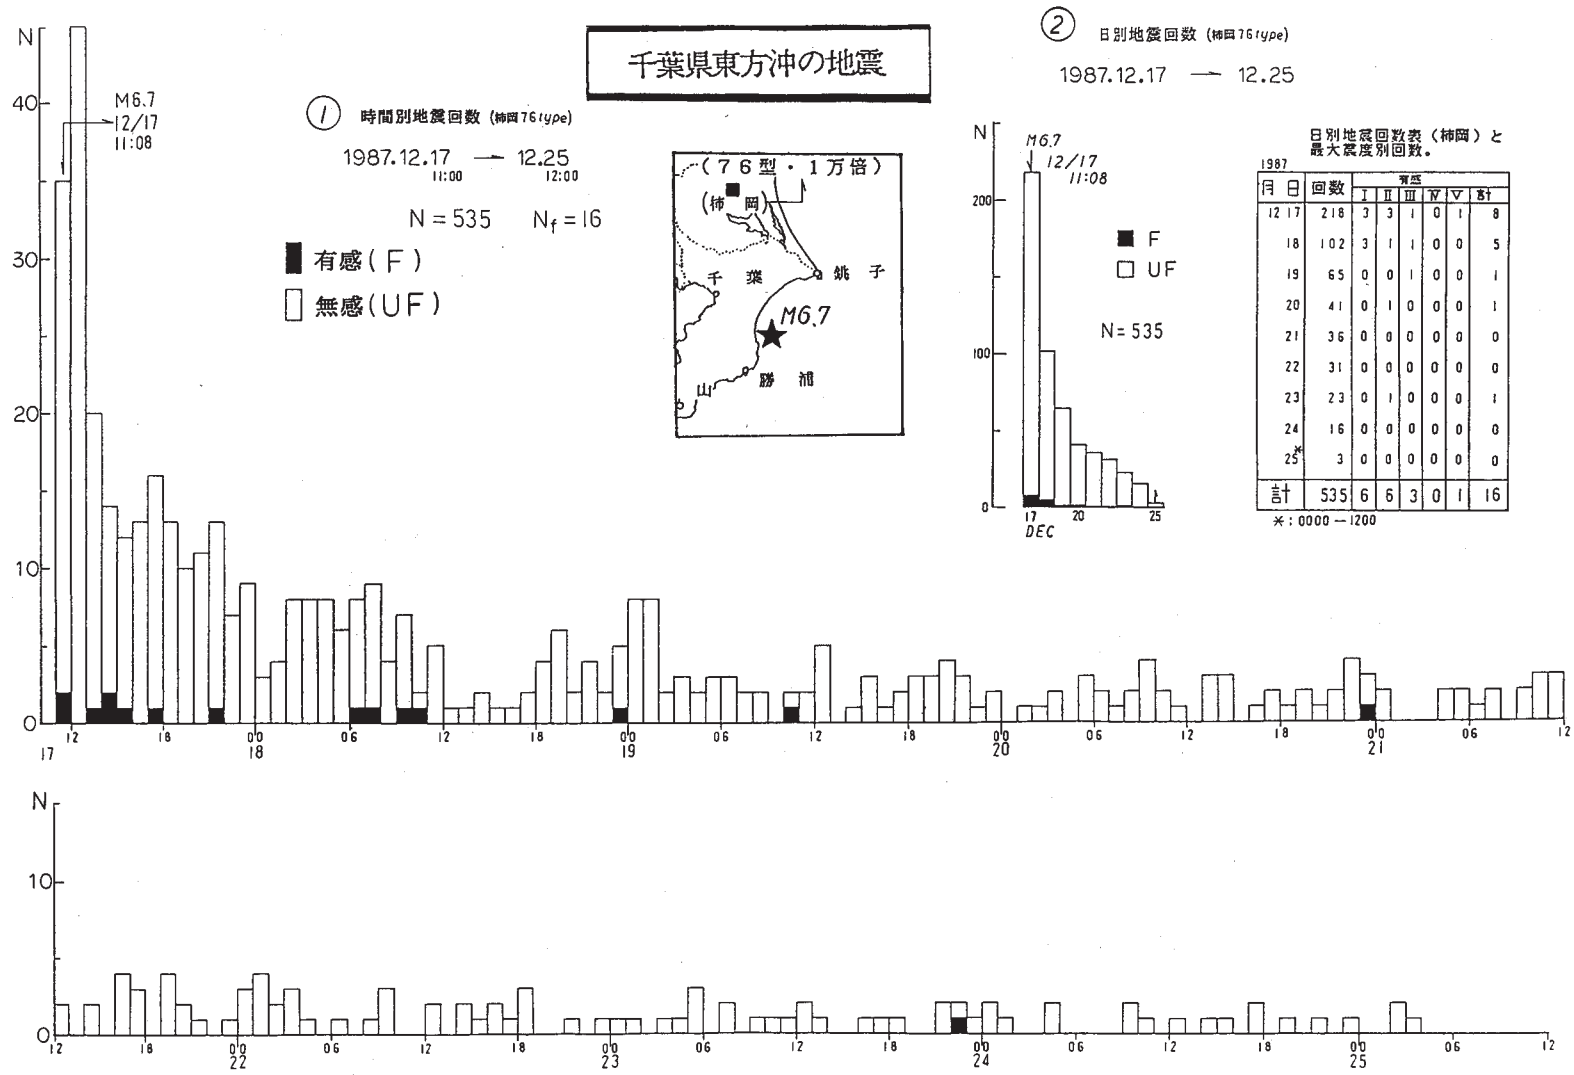 千葉県東方沖の地震
① 時間別地震回数 (柿岡76type)
1987.12.17 → 12.25
11:00 12:00
N=535 Nf=16
有感(F)
無感(UF)
N
M6.7
12/17
11:08
40
30
20
10
0
12 18 00 06 12 18 00 06 12 18 00 06 12 18 00 06 12
17 18 19 20 21
(76型・1万倍)
(柿岡)
千葉
銚子
M6.7
勝浦
山
② 日別地震回数 (柿岡76type)
1987.12.17 → 12.25
N
M6.7
12/17
11:08
200
100
0
F
UF
N=535
17 20 25
DEC
日別地震回数表(柿岡)と
最大震度別回数.
1987
月 日 回数 有感
I II III IV V 計
12 17 218 3 3 1 0 1 8
18 102 3 1 1 0 0 5
19 65 0 0 1 0 0 1
20 41 0 1 0 0 0 1
21 36 0 0 0 0 0 0
22 31 0 0 0 0 0 0
23 23 0 1 0 0 0 1
24 16 0 0 0 0 0 0
25* 3 0 0 0 0 0 0
計 535 6 6 3 0 1 16
*:0000-1200
N
10
0
12 18 00 06 12 18 00 06 12 18 00 06 12 18 00 06 12
22 23 24 25